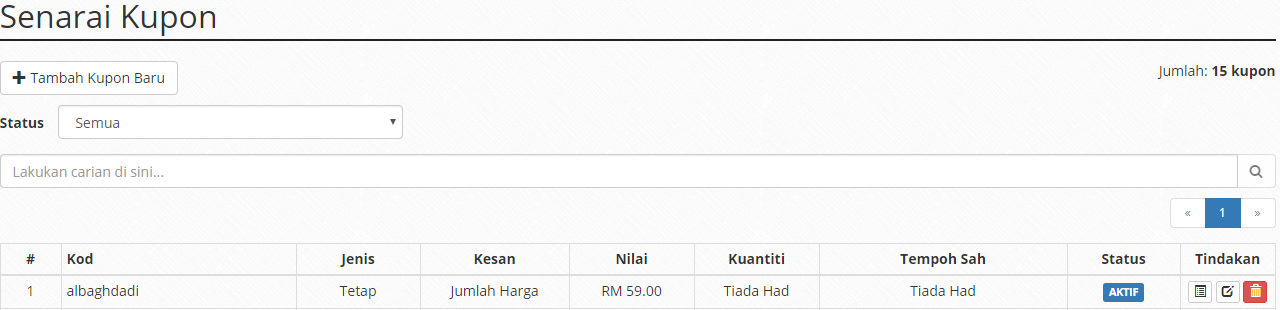 Senarai Kupon
Tambah Kupon Baru
Jumlah: 15 kupon
Status Semua
Lakukan carian di sini...
« 1 »
# Kod Jenis Kesan Nilai Kuantiti Tempoh Sah Status Tindakan
1 albaghdadi Tetap Jumlah Harga RM 59.00 Tiada Had Tiada Had AKTIF